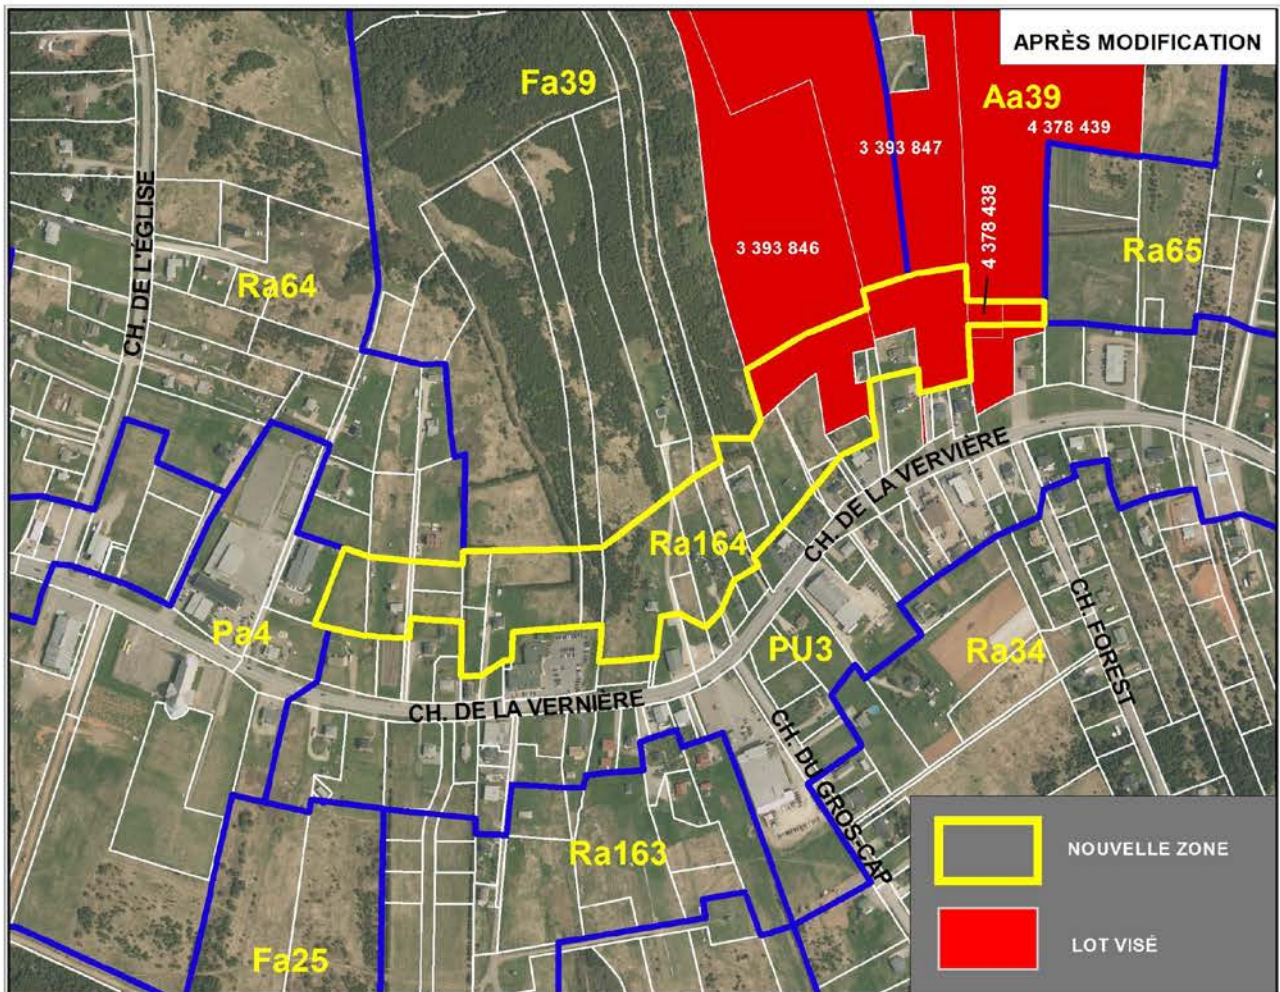 APRÈS MODIFICATION
Fa39
Aa39
4 378 439
3 393 847
CH. DE L'ÉGLISE
4 378 438
3 393 846
Ra65
Ra64
CH. DE LA VERVIÈRE
Ra164
Pa4
PU3
Ra34
CH. FOREST
CH. DE LA VERNIÈRE
CH. DU GROS-CAP
Ra163
Fa25
NOUVELLE ZONE
LOT VISÉ